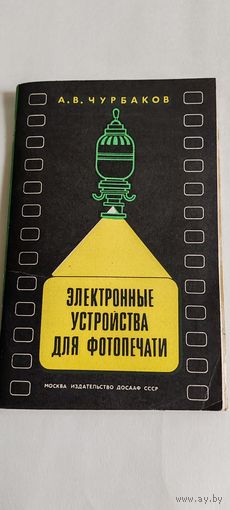 А.В. ЧУРБАКОВ
ЭЛЕКТРОННЫЕ
УСТРОЙСТВА
ДЛЯ ФОТОПЕЧАТИ
МОСКВА ИЗДАТЕЛЬСТВО ДОСААФ СССР
www.ay.by